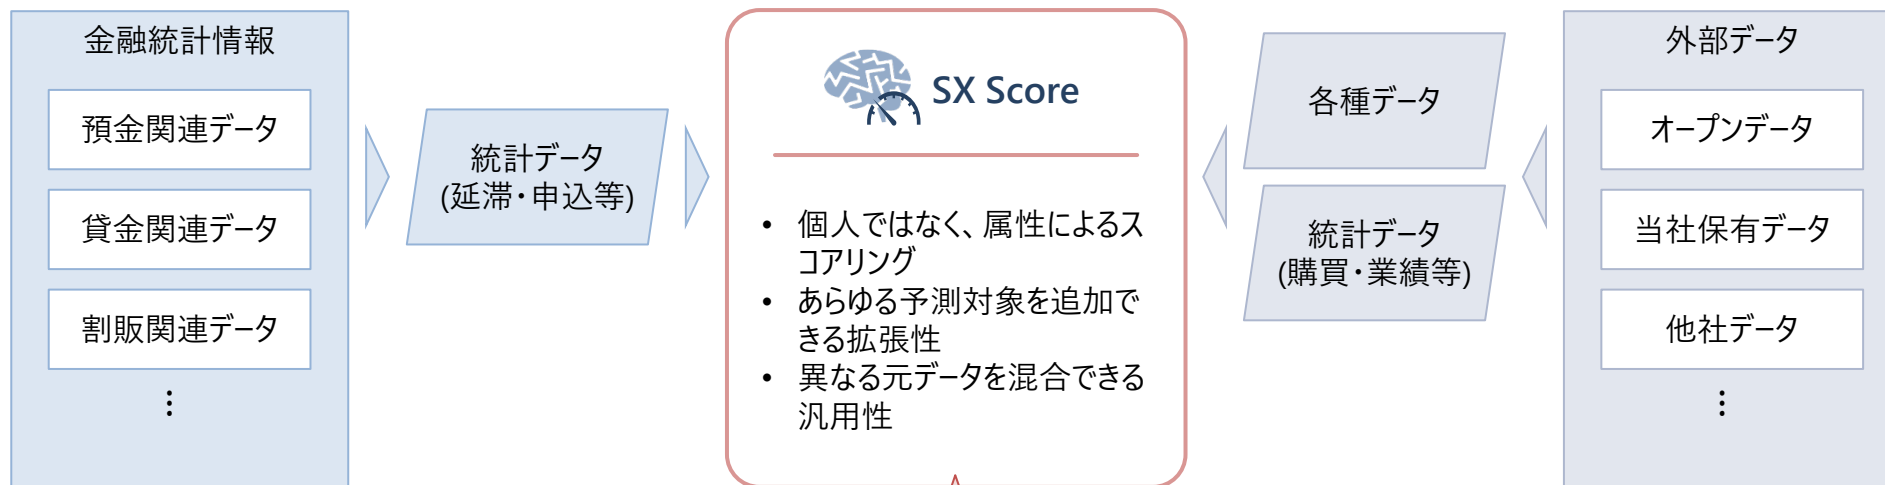 金融統計情報
預金関連データ
貸金関連データ
割販関連データ
⋮
統計データ
(延滞・申込等)
SX Score
• 個人ではなく、属性によるス
コアリング
• あらゆる予測対象を追加で
きる拡張性
• 異なる元データを混合できる
汎用性
各種データ
統計データ
(購買・業績等)
外部データ
オープンデータ
当社保有データ
他社データ
⋮